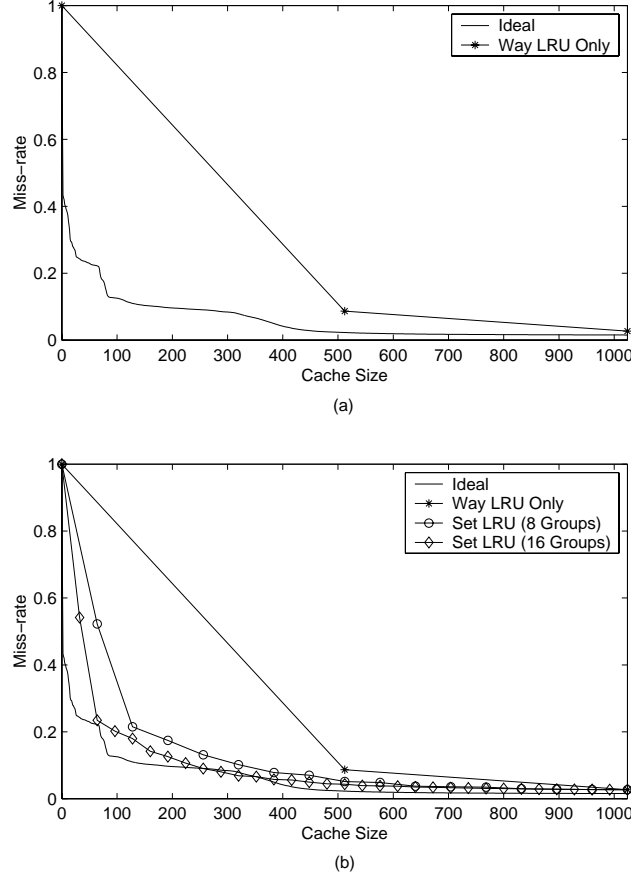 1
0.8
0.6
0.4
0.2
0
Miss−rate
Ideal
Way LRU Only
0 100 200 300 400 500 600 700 800 900 1000
Cache Size
(a)
1
0.8
0.6
0.4
0.2
0
Miss−rate
Ideal
Way LRU Only
Set LRU (8 Groups)
Set LRU (16 Groups)
0 100 200 300 400 500 600 700 800 900 1000
Cache Size
(b)